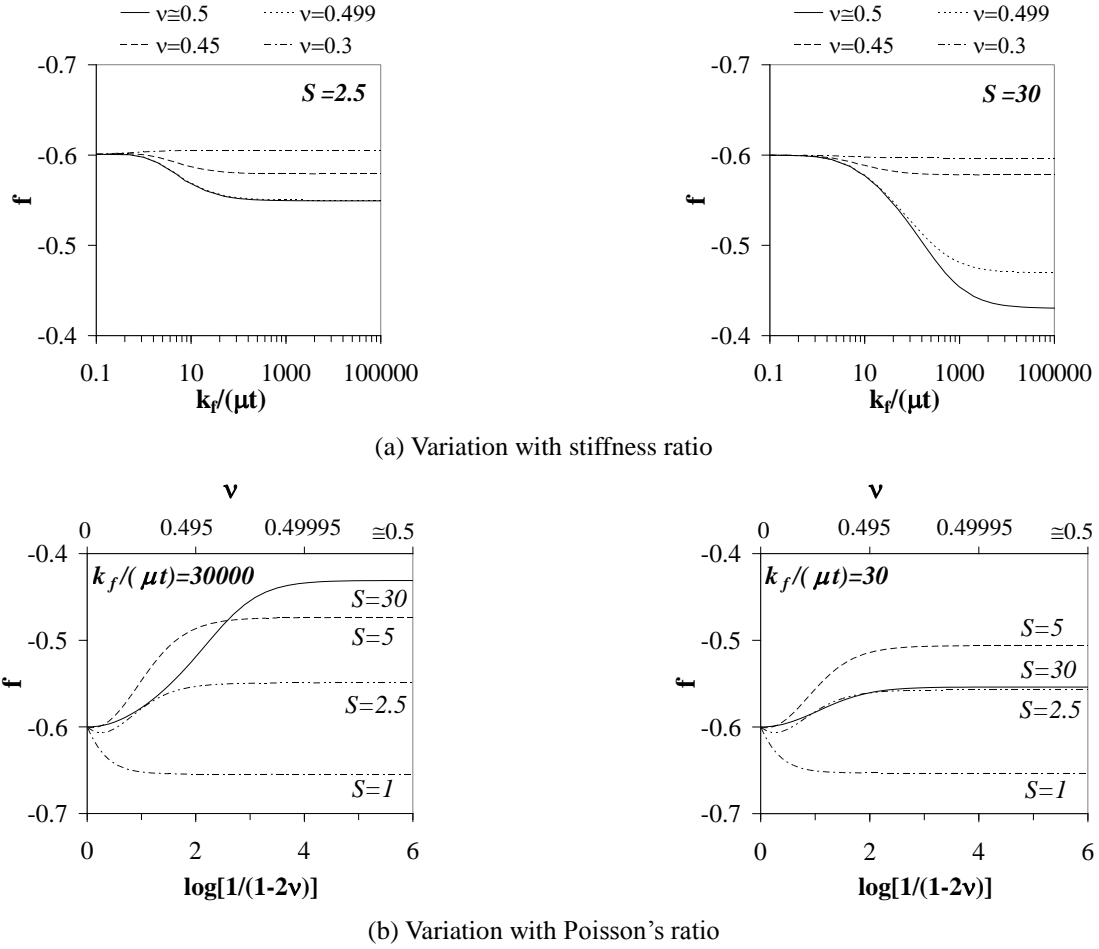 ν≅0.5 ν=0.499 ν≅0.5 ν=0.499
ν=0.45 ν=0.3 ν=0.45 ν=0.3
-0.7 -0.7
S =2.5 S =30
-0.6 -0.6
f f
-0.5 -0.5
-0.4 -0.4
0.1 10 1000 100000 0.1 10 1000 100000
k_f/(μt) k_f/(μt)
(a) Variation with stiffness ratio
ν ν
0 0.495 0.49995 ≅0.5 0 0.495 0.49995 ≅0.5
-0.4 -0.4
k_f/( μt)=30000 k_f/( μt)=30
S=30 S=5
-0.5 -0.5
S=5 S=30
f f
S=2.5 S=2.5
-0.6 -0.6
S=1 S=1
-0.7 -0.7
0 2 4 6 0 2 4 6
log[1/(1-2ν)] log[1/(1-2ν)]
(b) Variation with Poisson’s ratio